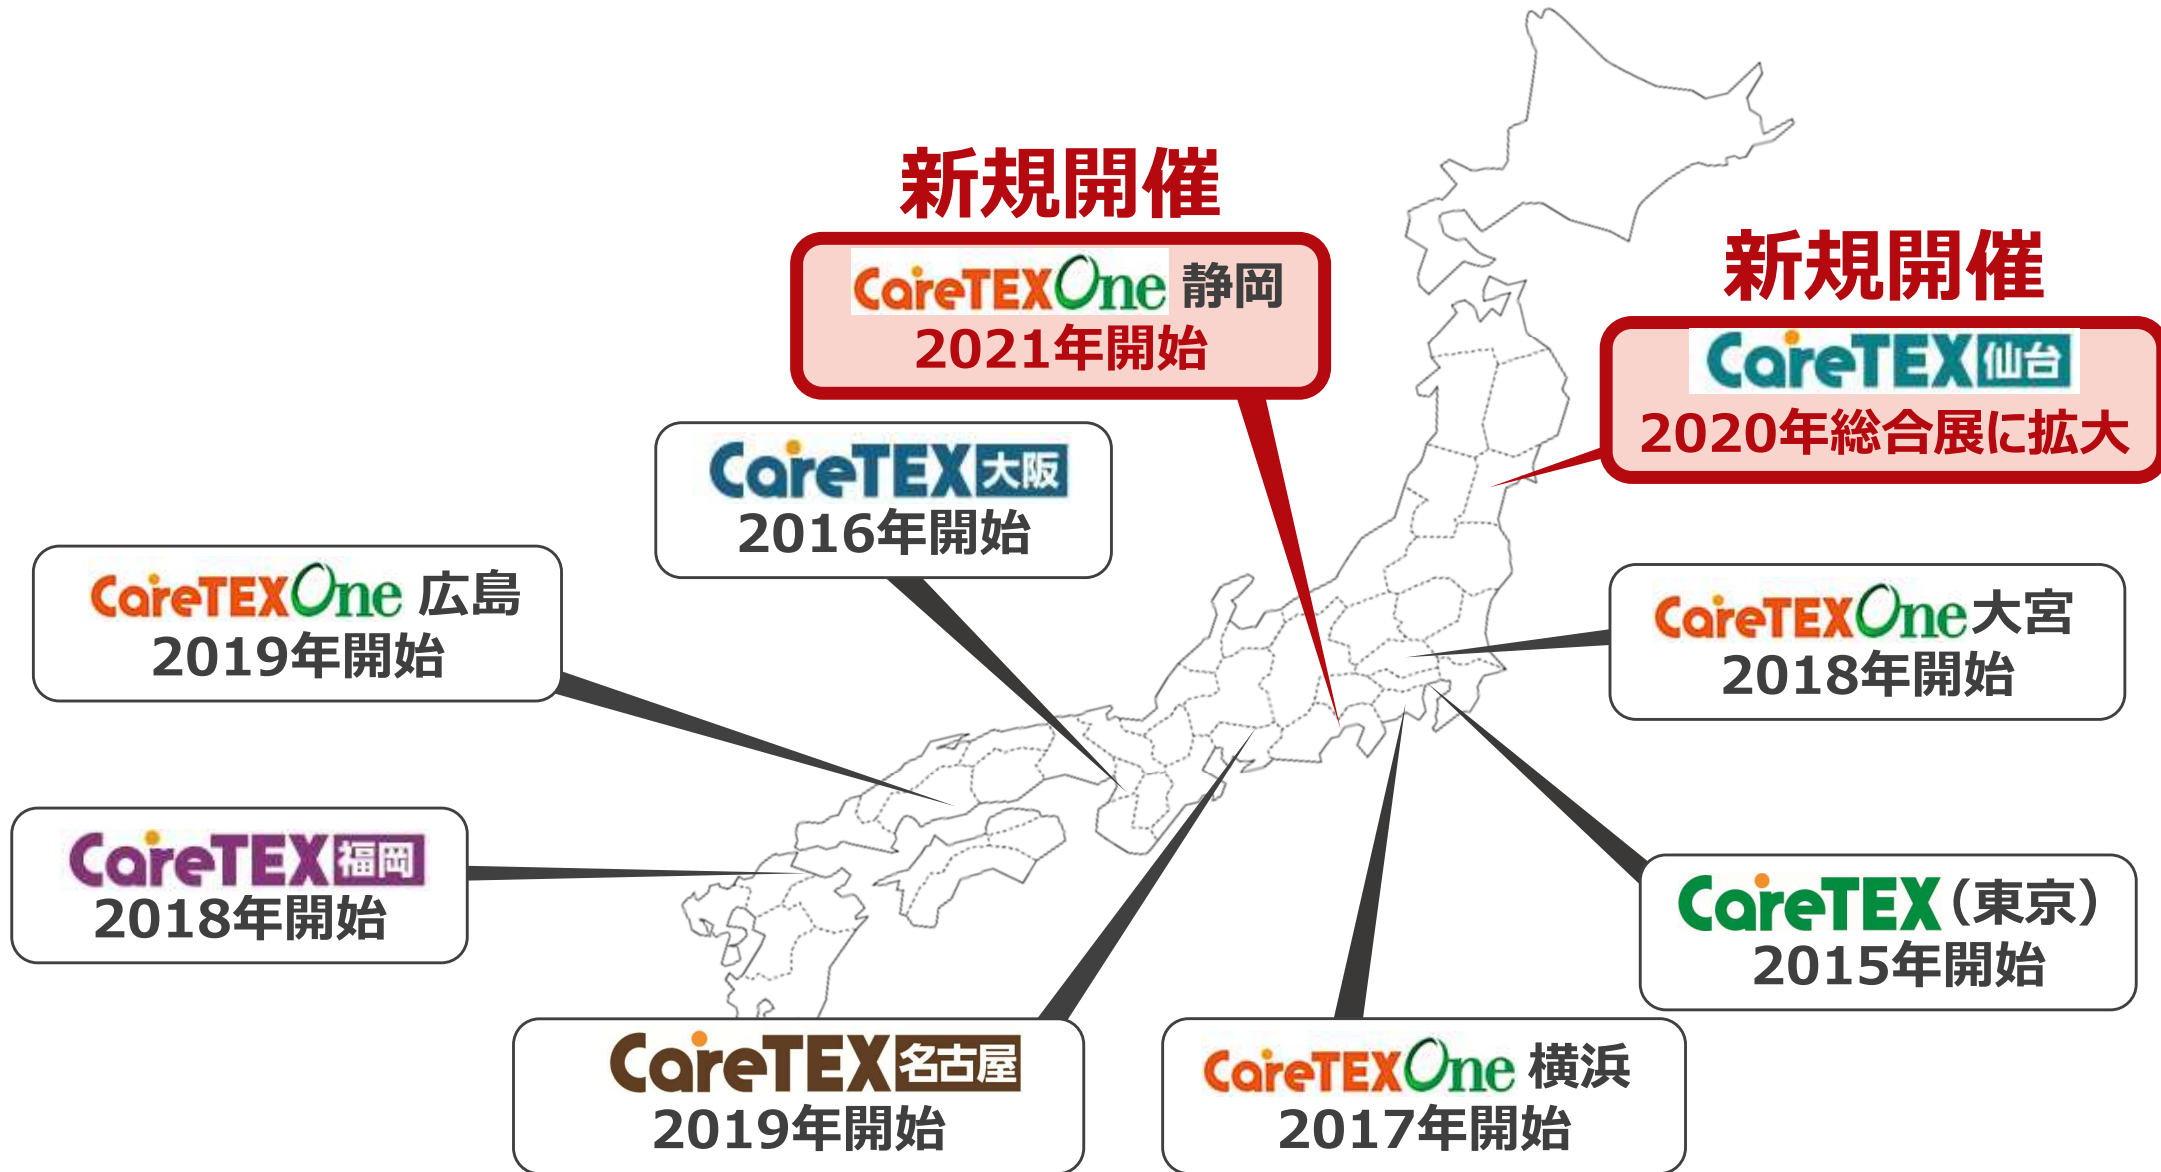 新規開催
CareTEXOne 静岡
2021年開始
新規開催
CareTEX仙台
2020年総合展に拡大
CareTEX大阪
2016年開始
CareTEXOne 広島
2019年開始
CareTEXOne大宮
2018年開始
CareTEX福岡
2018年開始
CareTEX（東京）
2015年開始
CareTEX名古屋
2019年開始
CareTEXOne 横浜
2017年開始